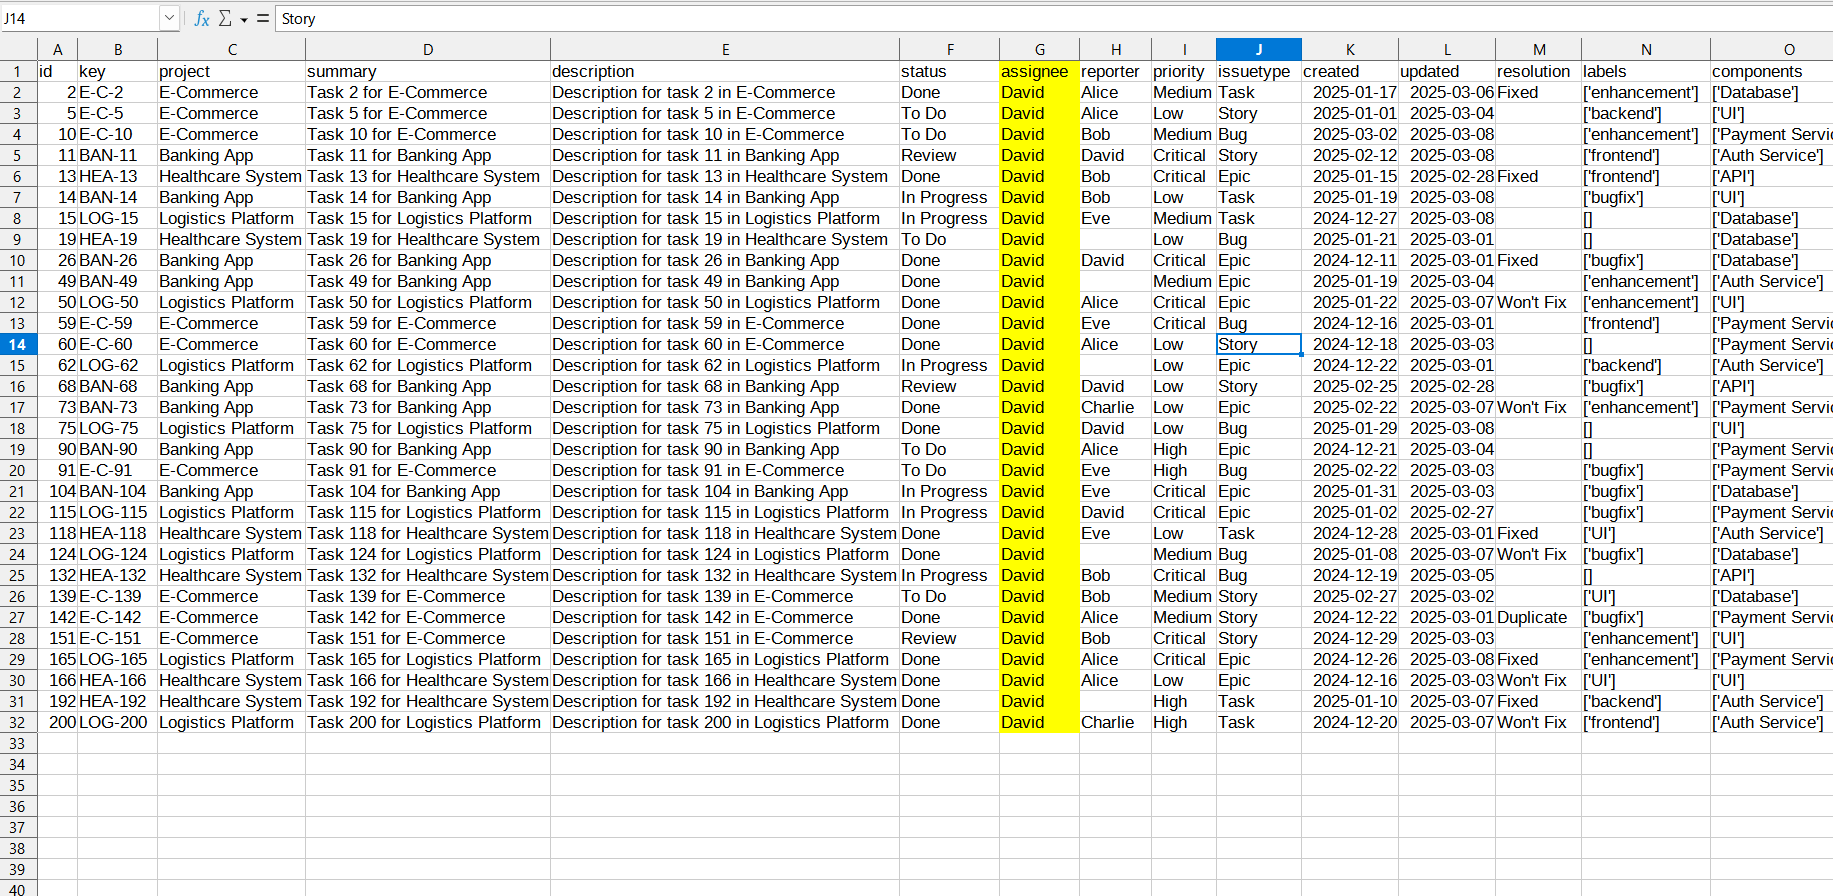 J14 fx Σ = Story
A B C D E F G H I J K L M N O
1 id key project summary description status assignee reporter priority issuetype created updated resolution labels components
2 2 E-C-2 E-Commerce Task 2 for E-Commerce Description for task 2 in E-Commerce Done David Alice Medium Task 2025-01-17 2025-03-06 Fixed ['enhancement'] ['Database']
3 5 E-C-5 E-Commerce Task 5 for E-Commerce Description for task 5 in E-Commerce To Do David Alice Low Story 2025-01-01 2025-03-04 ['backend'] ['UI']
4 10 E-C-10 E-Commerce Task 10 for E-Commerce Description for task 10 in E-Commerce To Do David Bob Medium Bug 2025-03-02 2025-03-08 ['enhancement'] ['Payment Servic
5 11 BAN-11 Banking App Task 11 for Banking App Description for task 11 in Banking App Review David David Critical Story 2025-02-12 2025-03-08 ['frontend'] ['Auth Service']
6 13 HEA-13 Healthcare System Task 13 for Healthcare System Description for task 13 in Healthcare System Done David Bob Critical Epic 2025-01-15 2025-02-28 Fixed ['frontend'] ['API']
7 14 BAN-14 Banking App Task 14 for Banking App Description for task 14 in Banking App In Progress David Bob Low Task 2025-01-19 2025-03-08 ['bugfix'] ['UI']
8 15 LOG-15 Logistics Platform Task 15 for Logistics Platform Description for task 15 in Logistics Platform In Progress David Eve Medium Task 2024-12-27 2025-03-08 [] ['Database']
9 19 HEA-19 Healthcare System Task 19 for Healthcare System Description for task 19 in Healthcare System To Do David Low Bug 2025-01-21 2025-03-01 [] ['Database']
10 26 BAN-26 Banking App Task 26 for Banking App Description for task 26 in Banking App Done David David Critical Epic 2024-12-11 2025-03-01 Fixed ['bugfix'] ['Database']
11 49 BAN-49 Banking App Task 49 for Banking App Description for task 49 in Banking App Done David Medium Epic 2025-01-19 2025-03-04 ['enhancement'] ['Auth Service']
12 50 LOG-50 Logistics Platform Task 50 for Logistics Platform Description for task 50 in Logistics Platform Done David Alice Critical Epic 2025-01-22 2025-03-07 Won't Fix ['enhancement'] ['UI']
13 59 E-C-59 E-Commerce Task 59 for E-Commerce Description for task 59 in E-Commerce Done David Eve Critical Bug 2024-12-16 2025-03-01 ['frontend'] ['Payment Servic
14 60 E-C-60 E-Commerce Task 60 for E-Commerce Description for task 60 in E-Commerce Done David Alice Low Story 2024-12-18 2025-03-03 [] ['Payment Servic
15 62 LOG-62 Logistics Platform Task 62 for Logistics Platform Description for task 62 in Logistics Platform In Progress David Low Epic 2024-12-22 2025-03-01 ['backend'] ['Auth Service']
16 68 BAN-68 Banking App Task 68 for Banking App Description for task 68 in Banking App Review David David Low Story 2025-02-25 2025-02-28 ['bugfix'] ['API']
17 73 BAN-73 Banking App Task 73 for Banking App Description for task 73 in Banking App Done David Charlie Low Epic 2025-02-22 2025-03-07 Won't Fix ['enhancement'] ['Payment Servic
18 75 LOG-75 Logistics Platform Task 75 for Logistics Platform Description for task 75 in Logistics Platform Done David David Low Bug 2025-01-29 2025-03-08 [] ['UI']
19 90 BAN-90 Banking App Task 90 for Banking App Description for task 90 in Banking App To Do David Alice High Epic 2024-12-21 2025-03-04 [] ['Payment Servic
20 91 E-C-91 E-Commerce Task 91 for E-Commerce Description for task 91 in E-Commerce To Do David Eve High Bug 2025-02-22 2025-03-03 ['bugfix'] ['Payment Servic
21 104 BAN-104 Banking App Task 104 for Banking App Description for task 104 in Banking App In Progress David Eve Critical Epic 2025-01-31 2025-03-03 ['bugfix'] ['Database']
22 115 LOG-115 Logistics Platform Task 115 for Logistics Platform Description for task 115 in Logistics Platform In Progress David David Critical Epic 2025-01-02 2025-02-27 ['bugfix'] ['Payment Servic
23 118 HEA-118 Healthcare System Task 118 for Healthcare System Description for task 118 in Healthcare System Done David Eve Low Task 2024-12-28 2025-03-01 Fixed ['UI'] ['Auth Service']
24 124 LOG-124 Logistics Platform Task 124 for Logistics Platform Description for task 124 in Logistics Platform Done David Medium Bug 2025-01-08 2025-03-07 Won't Fix ['bugfix'] ['Database']
25 132 HEA-132 Healthcare System Task 132 for Healthcare System Description for task 132 in Healthcare System In Progress David Bob Critical Bug 2024-12-19 2025-03-05 [] ['API']
26 139 E-C-139 E-Commerce Task 139 for E-Commerce Description for task 139 in E-Commerce To Do David Bob Medium Story 2025-02-27 2025-03-02 ['UI'] ['Database']
27 142 E-C-142 E-Commerce Task 142 for E-Commerce Description for task 142 in E-Commerce Done David Alice Medium Story 2024-12-22 2025-03-01 Duplicate ['bugfix'] ['Payment Servic
28 151 E-C-151 E-Commerce Task 151 for E-Commerce Description for task 151 in E-Commerce Review David Bob Critical Story 2024-12-29 2025-03-03 ['enhancement'] ['UI']
29 165 LOG-165 Logistics Platform Task 165 for Logistics Platform Description for task 165 in Logistics Platform Done David Alice Critical Epic 2024-12-26 2025-03-08 Fixed ['enhancement'] ['Payment Servic
30 166 HEA-166 Healthcare System Task 166 for Healthcare System Description for task 166 in Healthcare System Done David Alice Low Epic 2024-12-16 2025-03-03 Won't Fix ['UI'] ['UI']
31 192 HEA-192 Healthcare System Task 192 for Healthcare System Description for task 192 in Healthcare System Done David High Task 2025-01-10 2025-03-07 Fixed ['backend'] ['Auth Service']
32 200 LOG-200 Logistics Platform Task 200 for Logistics Platform Description for task 200 in Logistics Platform Done David Charlie High Task 2024-12-20 2025-03-07 Won't Fix ['frontend'] ['Auth Service']
33
34
35
36
37
38
39
40